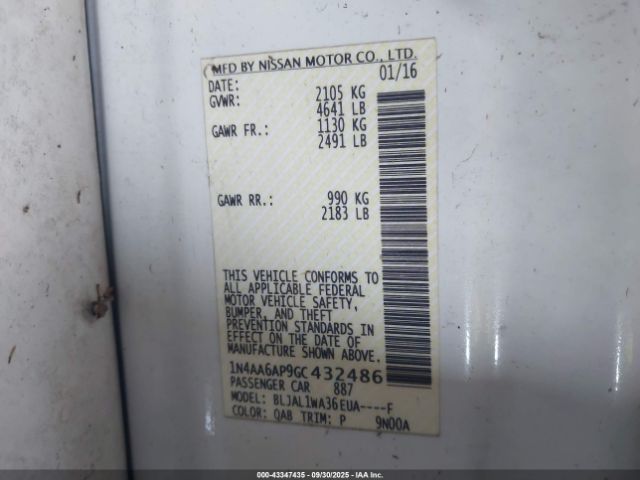 MFD BY NISSAN MOTOR CO., LTD.
DATE: 01/16
GVWR: 2105 KG
4641 LB
GAWR FR.: 1130 KG
2491 LB
GAWR RR.: 990 KG
2183 LB
THIS VEHICLE CONFORMS TO
ALL APPLICABLE FEDERAL
MOTOR VEHICLE SAFETY,
BUMPER, AND THEFT
PREVENTION STANDARDS IN
EFFECT ON THE DATE OF
MANUFACTURE SHOWN ABOVE.
1N4AA6AP9GC432486
PASSENGER CAR 887
MODEL: BLJAL1WA36EUA----F
COLOR: QAB TRIM: P 9N00A
000-43347435 - 09/30/2025 - IAAI.com